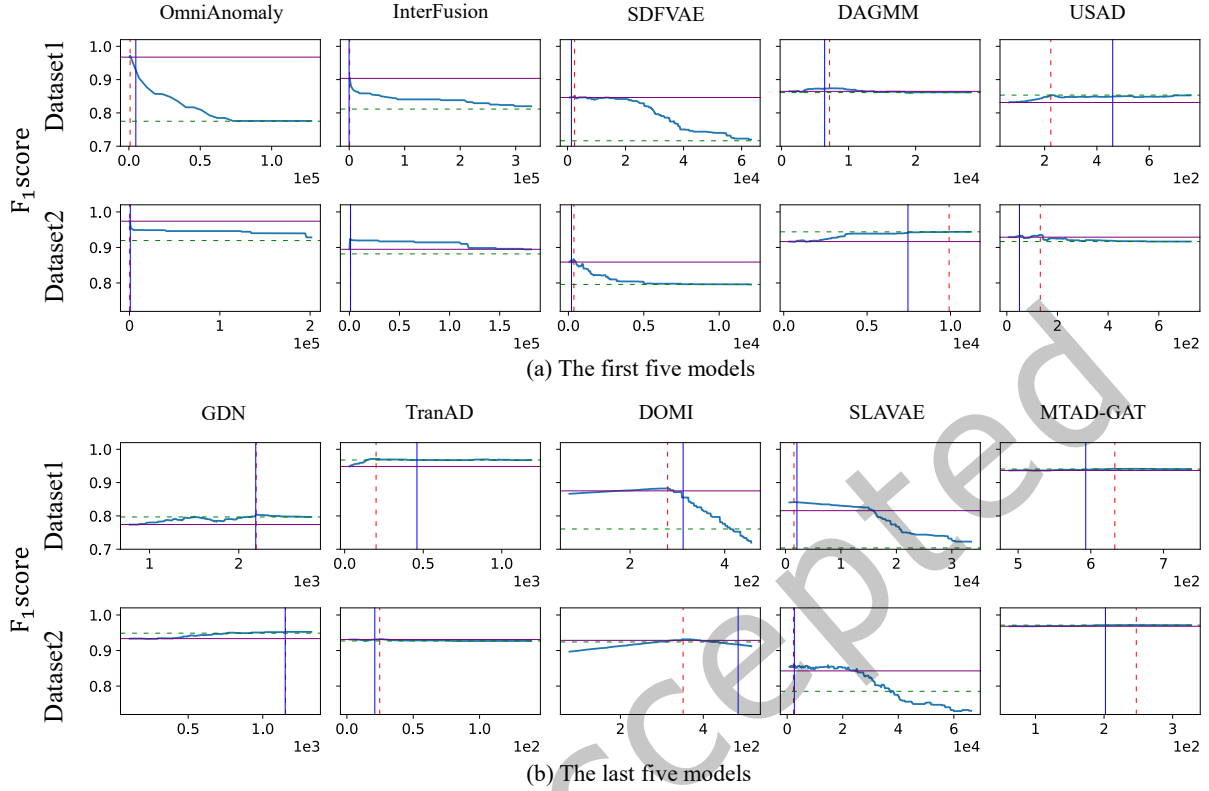 OmniAnomaly InterFusion SDFVAE DAGMM USAD
Dataset1
F1 score
1.0
0.9
0.8
0.7
0.0 0.5 1.0
1e5
0 1 2 3
1e5
0 2 4 6
1e4
0 1 2
1e4
2 4 6
1e2
Dataset2
1.0
0.9
0.8
0 1 2
1e5
0.0 0.5 1.0 1.5
1e5
0.0 0.5 1.0
1e4
0.0 0.5 1.0
1e4
0 2 4 6
1e2
(a) The first five models
GDN TranAD DOMI SLAVAE MTAD-GAT
Dataset1
F1 score
1.0
0.9
0.8
0.7
1 2
1e3
0.0 0.5 1.0
1e3
2 4
1e2
0 1 2 3
1e4
5 6 7
1e2
Dataset2
1.0
0.9
0.8
0.5 1.0
1e3
0 1
1e2
2 4
1e2
0 2 4 6
1e4
1 2 3
1e2
(b) The last five models
ccepted